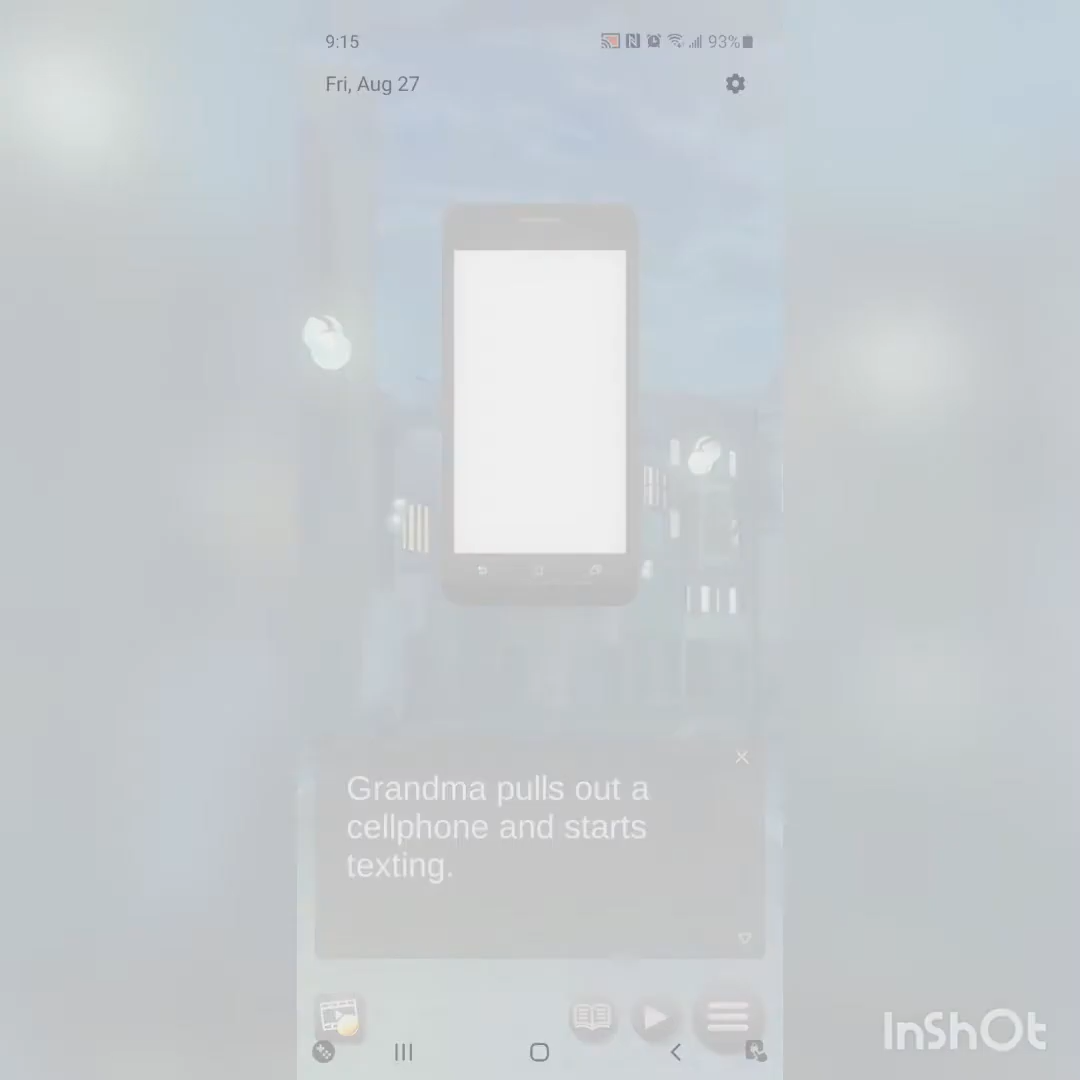 9:15
93%
Fri, Aug 27
Grandma pulls out a
cellphone and starts
texting.
InShOt